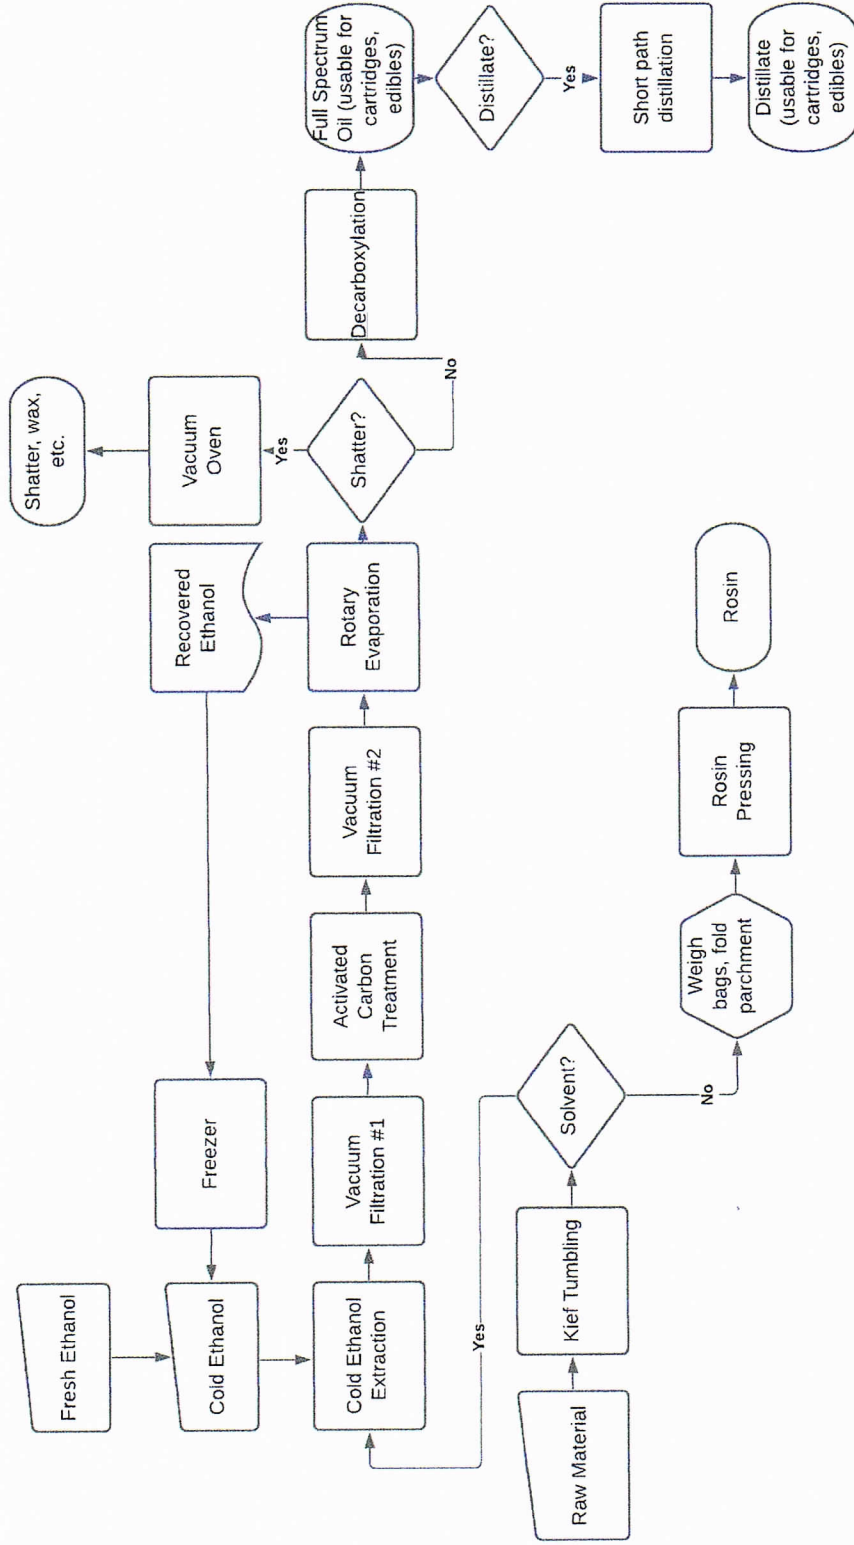 Fresh Ethanol
Cold Ethanol
Freezer
Recovered
Ethanol
Vacuum
Oven
Shatter, wax,
etc.
Cold Ethanol
Extraction
Vacuum
Filtration #1
Activated
Carbon
Treatment
Vacuum
Filtration #2
Rotary
Evaporation
Shatter?
Yes
No
Decarboxylation
Full Spectrum
Oil (usable for
cartridges,
edibles)
Distillate?
Yes
Short path
distillation
Distillate
(usable for
cartridges,
edibles)
Yes
Raw Material
Kief Tumbling
Solvent?
No
Weigh
bags, fold
parchment
Rosin
Pressing
Rosin